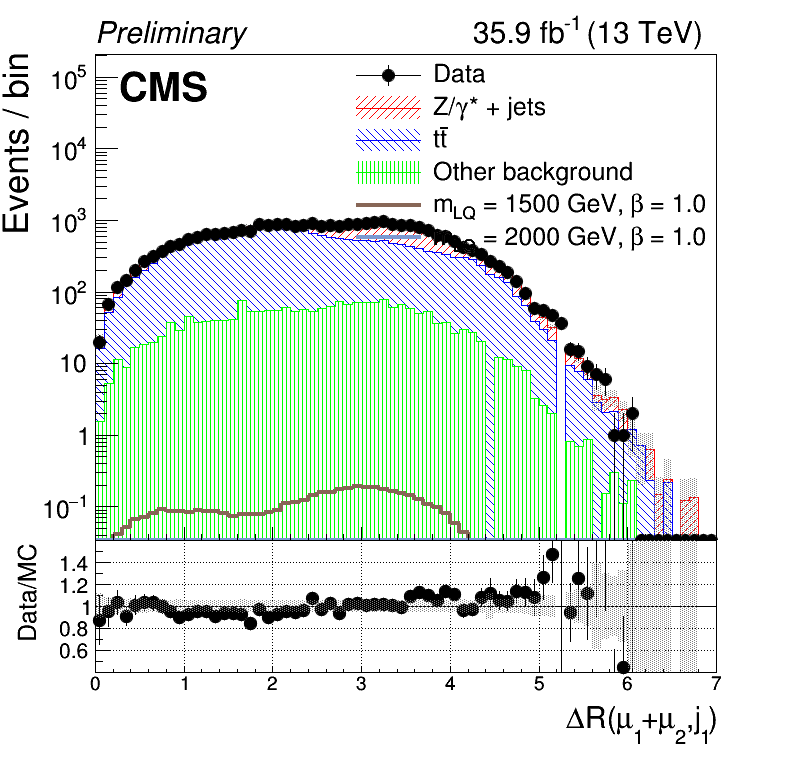 Preliminary 35.9 fb⁻¹ (13 TeV)
CMS
Events / bin
10⁵
10⁴
10³
10²
10
1
10⁻¹
Data
Z/γ* + jets
tt̄
Other background
m_LQ = 1500 GeV, β = 1.0
= 2000 GeV, β = 1.0
Data/MC
1.4
1.2
1
0.8
0.6
0 1 2 3 4 5 6 7
ΔR(μ₁+μ₂,j₁)